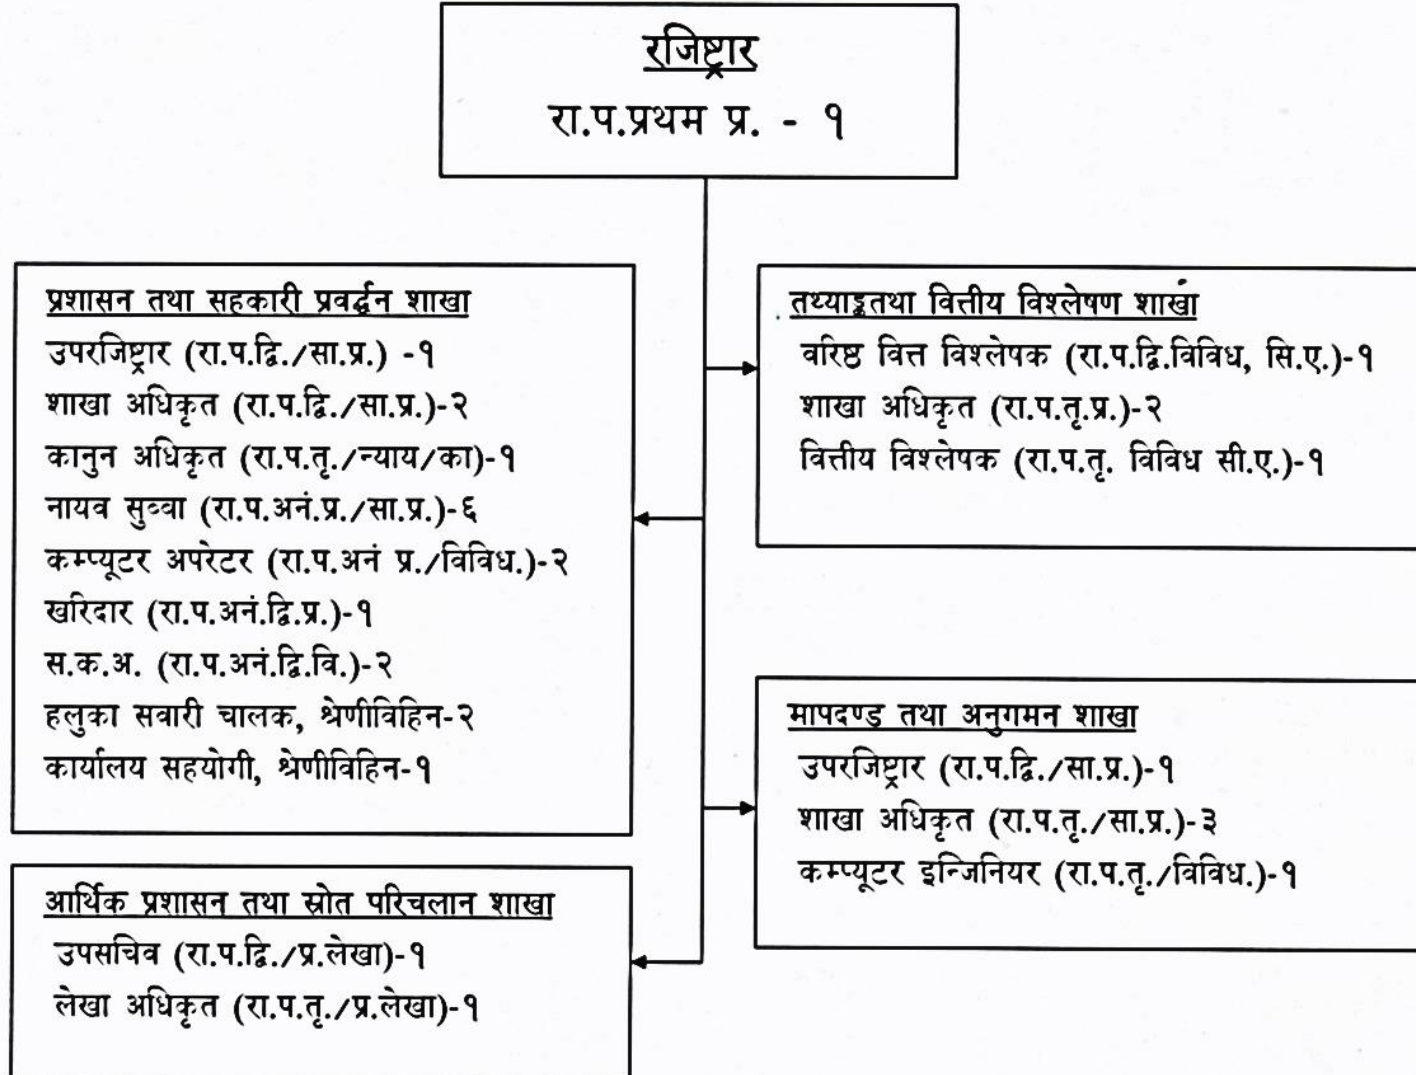 रजिष्ट्रार
रा.प.प्रथम प्र. - १
प्रशासन तथा सहकारी प्रवर्द्धन शाखा
उपरजिष्ट्रार (रा.प.द्वि./सा.प्र.) -१
शाखा अधिकृत (रा.प.द्वि./सा.प्र.)-२
कानुन अधिकृत (रा.प.तृ./न्याय/का)-१
नायव सुव्वा (रा.प.अनं.प्र./सा.प्र.)-६
कम्प्यूटर अपरेटर (रा.प.अनं प्र./विविध.)-२
खरिदार (रा.प.अनं.द्वि.प्र.)-१
स.क.अ. (रा.प.अनं.द्वि.वि.)-२
हलुका सवारी चालक, श्रेणीविहिन-२
कार्यालय सहयोगी, श्रेणीविहिन-१
आर्थिक प्रशासन तथा स्रोत परिचलान शाखा
उपसचिव (रा.प.द्वि./प्र.लेखा)-१
लेखा अधिकृत (रा.प.तृ./प्र.लेखा)-१
तथ्याङ्कतथा वित्तीय विश्लेषण शाखा
वरिष्ठ वित्त विश्लेषक (रा.प.द्वि.विविध, सि.ए.)-१
शाखा अधिकृत (रा.प.तृ.प्र.)-२
वित्तीय विश्लेषक (रा.प.तृ. विविध सी.ए.)-१
मापदण्ड तथा अनुगमन शाखा
उपरजिष्ट्रार (रा.प.द्वि./सा.प्र.)-१
शाखा अधिकृत (रा.प.तृ./सा.प्र.)-३
कम्प्यूटर इन्जिनियर (रा.प.तृ./विविध.)-१